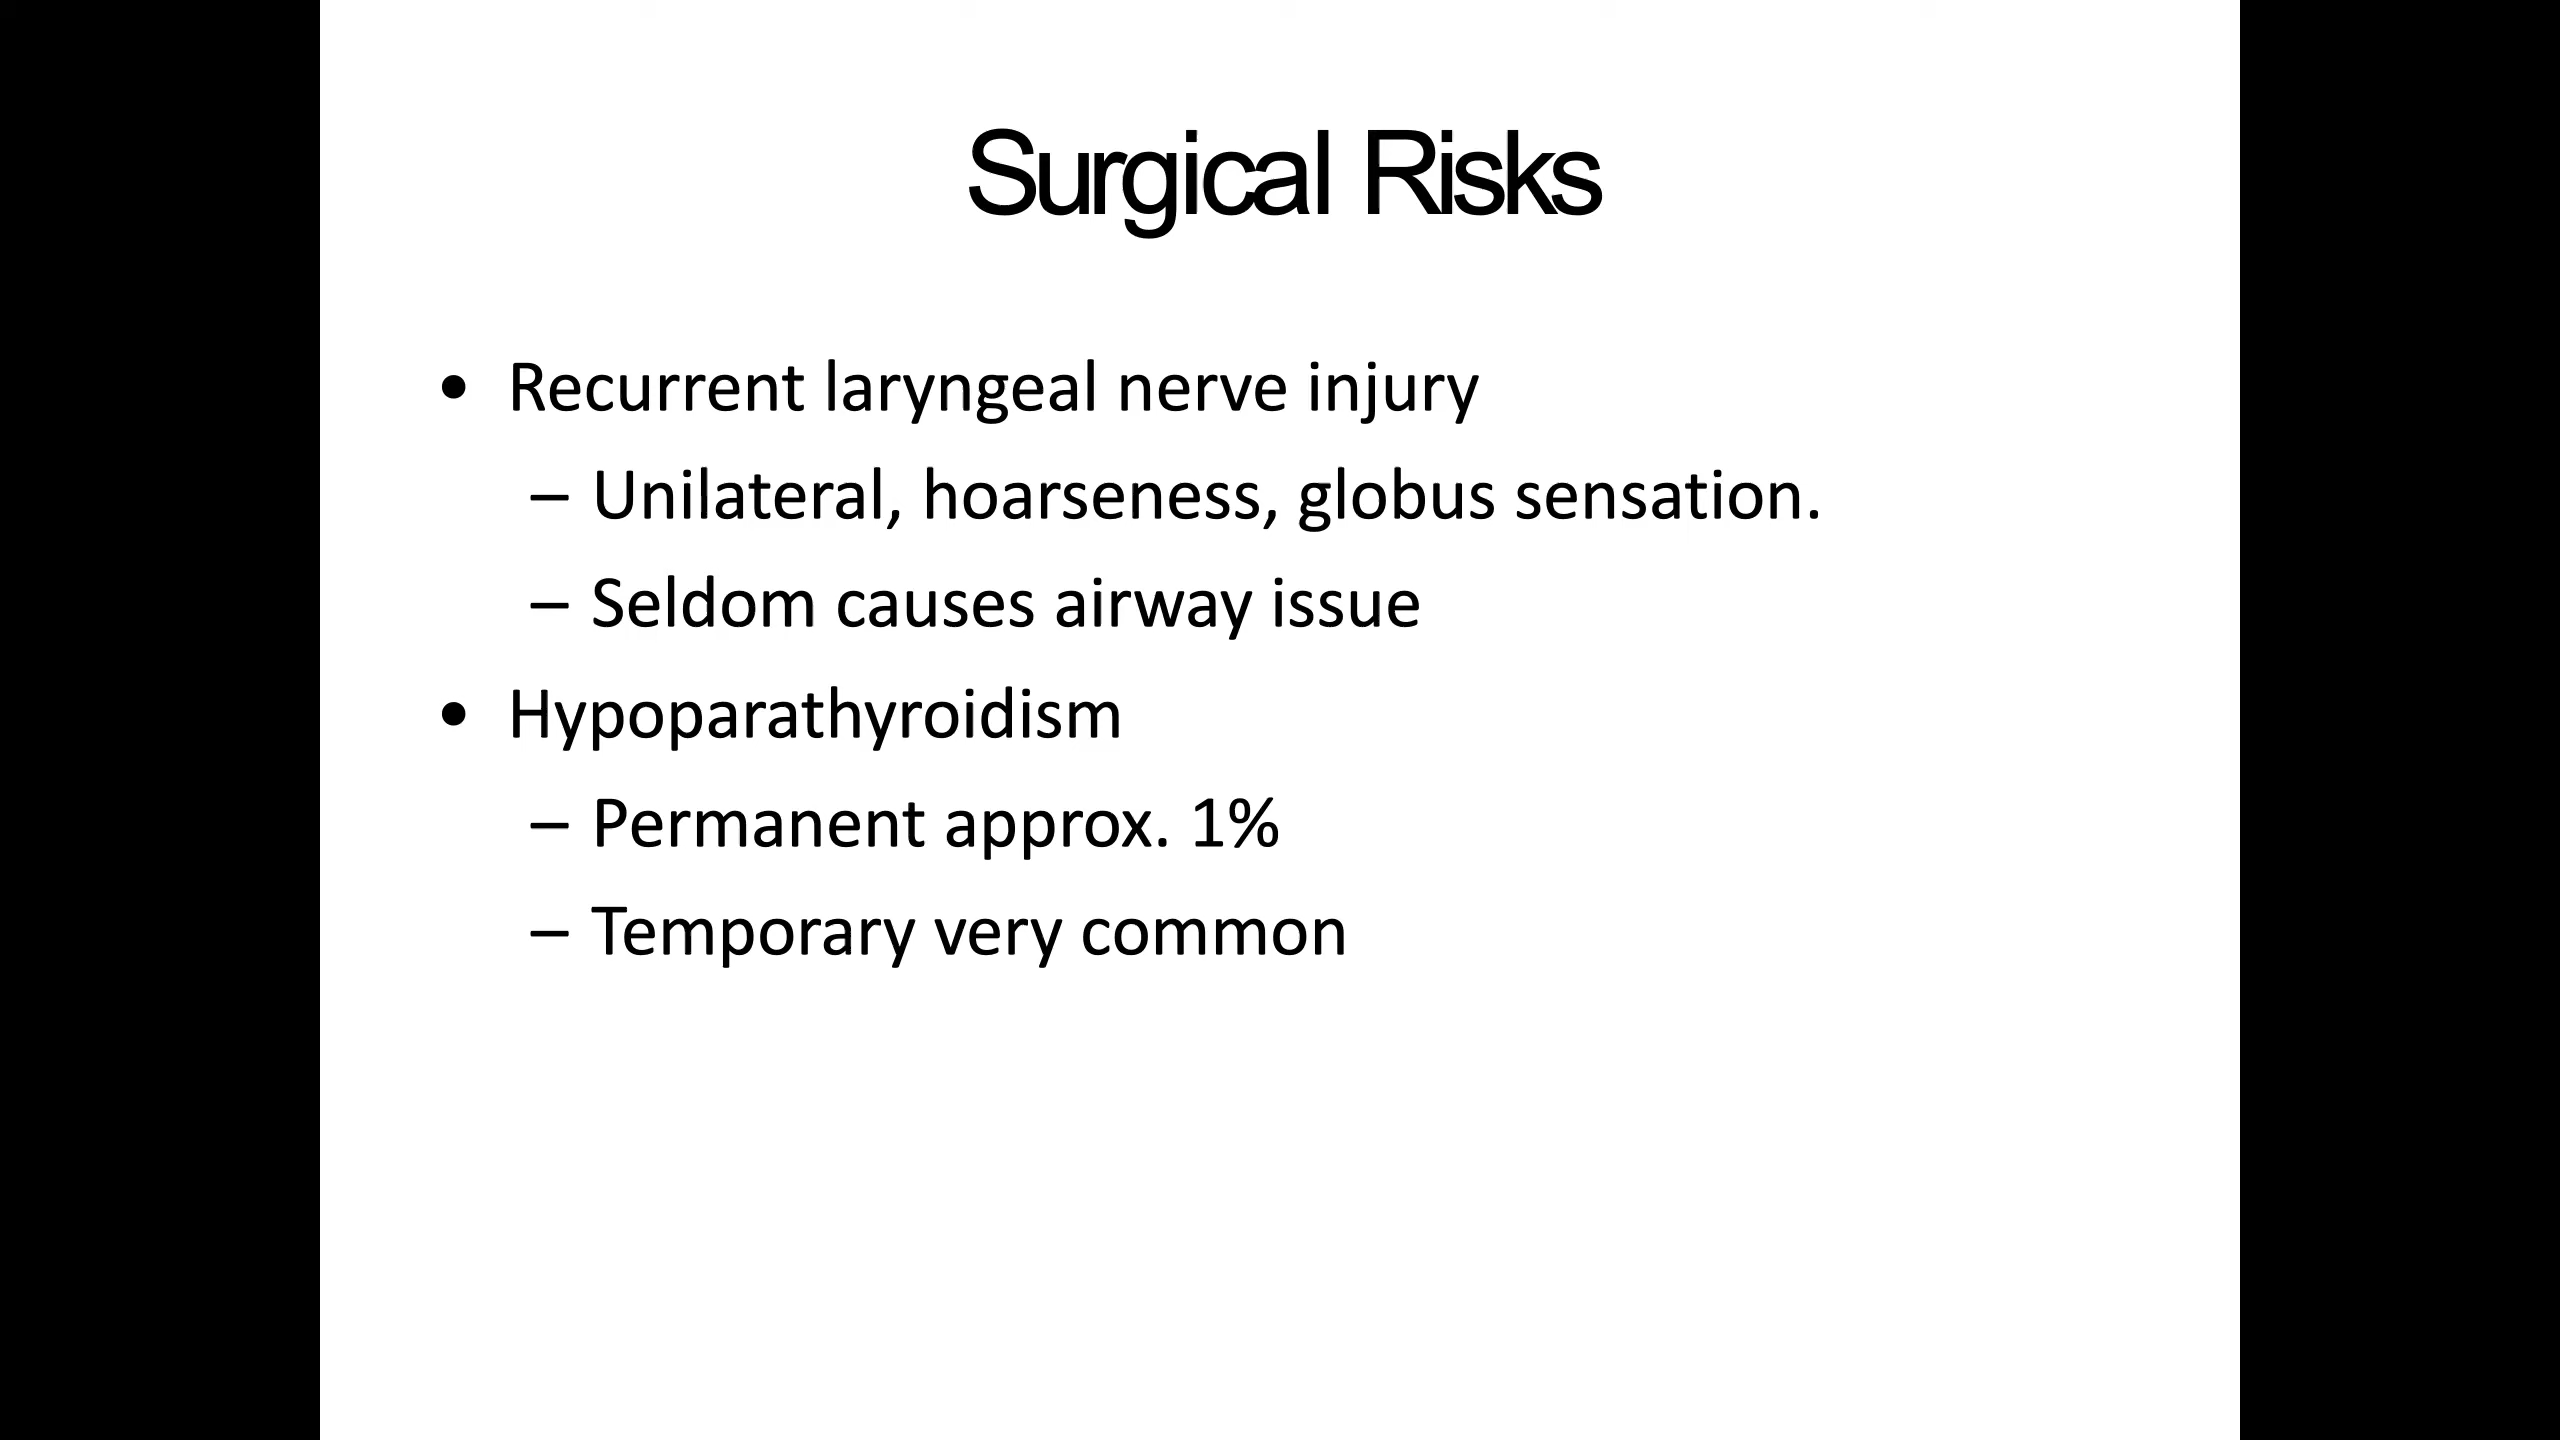 Surgical Risks
• Recurrent laryngeal nerve injury
– Unilateral, hoarseness, globus sensation.
– Seldom causes airway issue
• Hypoparathyroidism
– Permanent approx. 1%
– Temporary very common